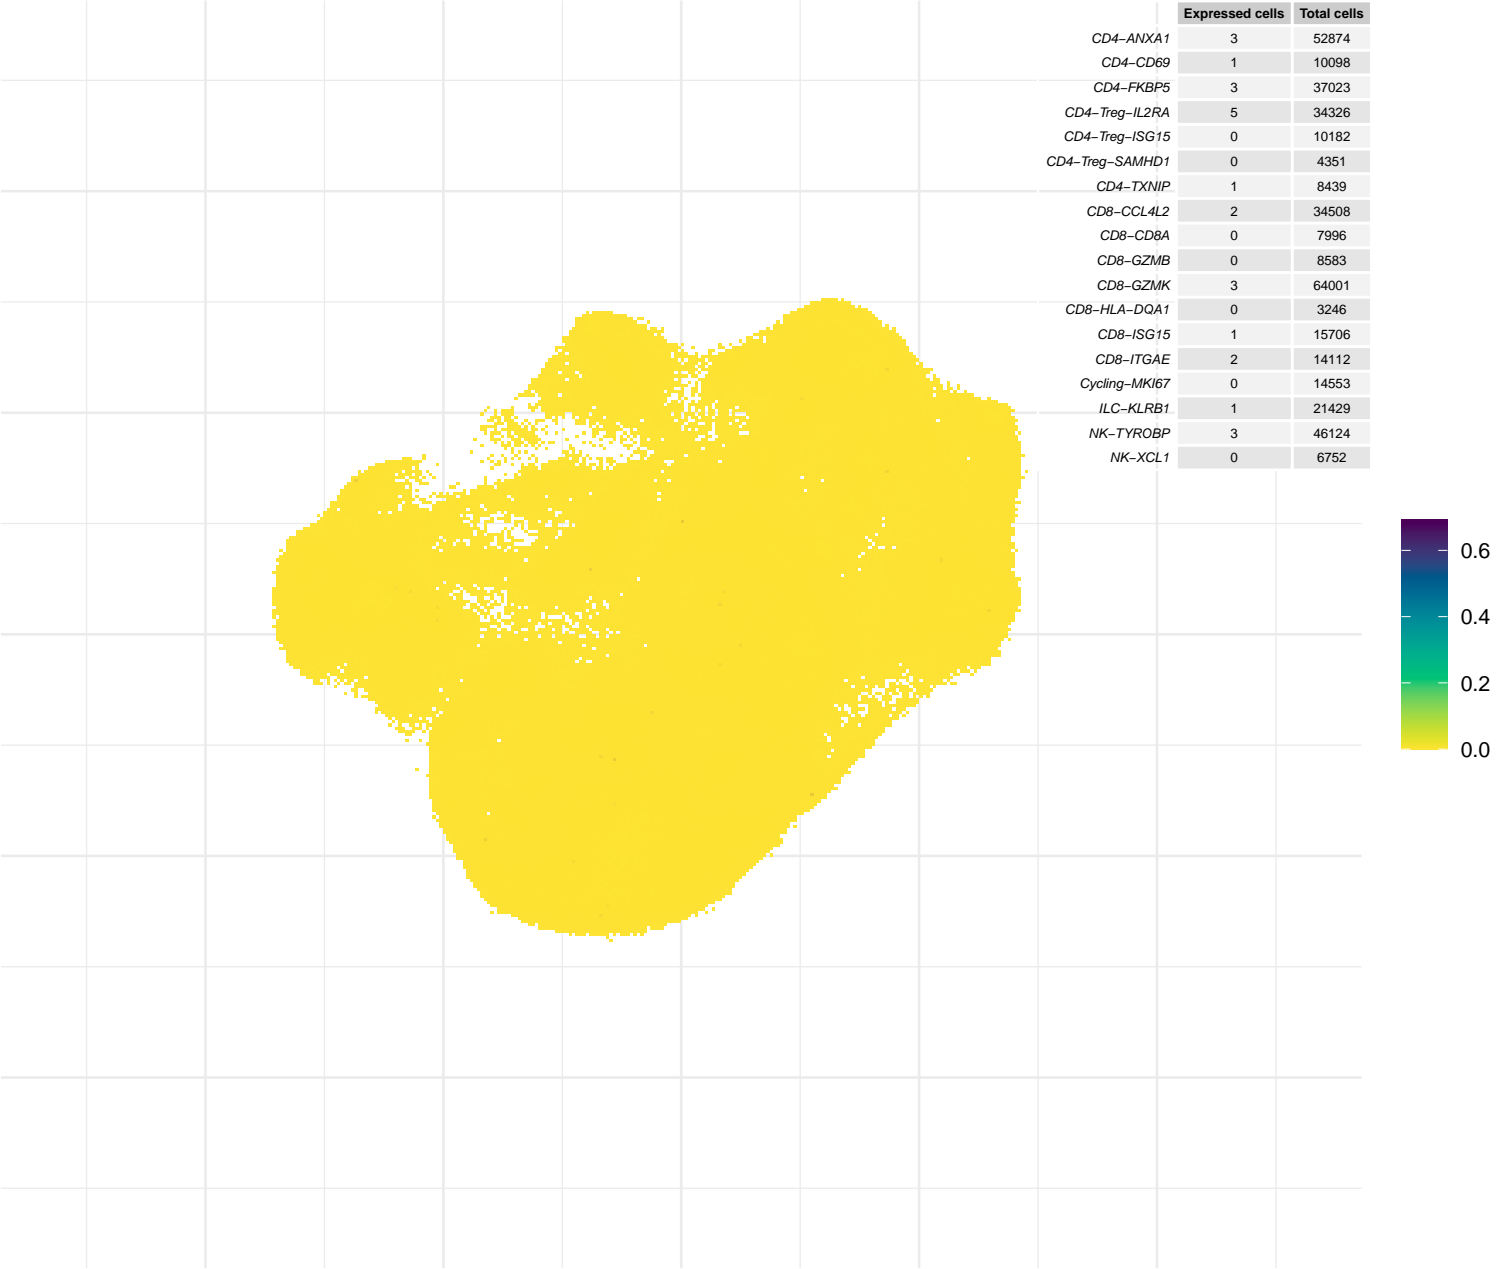 Expressed cells Total cells
CD4−ANXA1 3 52874
CD4−CD69 1 10098
CD4−FKBP5 3 37023
CD4−Treg−IL2RA 5 34326
CD4−Treg−ISG15 0 10182
CD4−Treg−SAMHD1 0 4351
CD4−TXNIP 1 8439
CD8−CCL4L2 2 34508
CD8−CD8A 0 7996
CD8−GZMB 0 8583
CD8−GZMK 3 64001
CD8−HLA−DQA1 0 3246
CD8−ISG15 1 15706
CD8−ITGAE 2 14112
Cycling−MKI67 0 14553
ILC−KLRB1 1 21429
NK−TYROBP 3 46124
NK−XCL1 0 6752
0.6
0.4
0.2
0.0